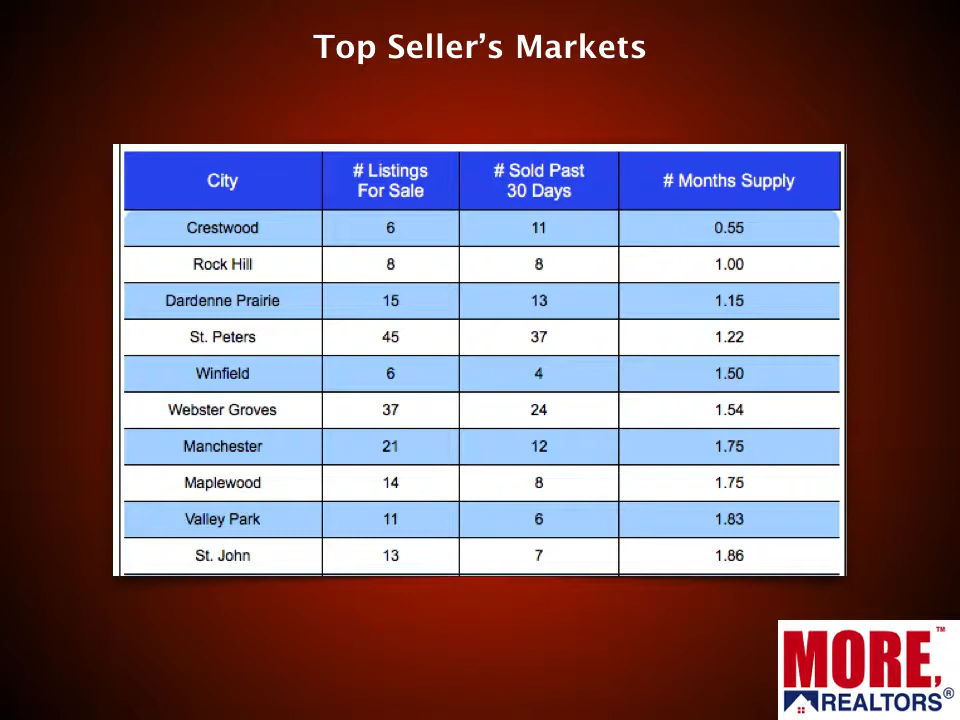 Top Seller’s Markets
City # Listings For Sale # Sold Past 30 Days # Months Supply
Crestwood 6 11 0.55
Rock Hill 8 8 1.00
Dardenne Prairie 15 13 1.15
St. Peters 45 37 1.22
Winfield 6 4 1.50
Webster Groves 37 24 1.54
Manchester 21 12 1.75
Maplewood 14 8 1.75
Valley Park 11 6 1.83
St. John 13 7 1.86
MORE,™
REALTORS®